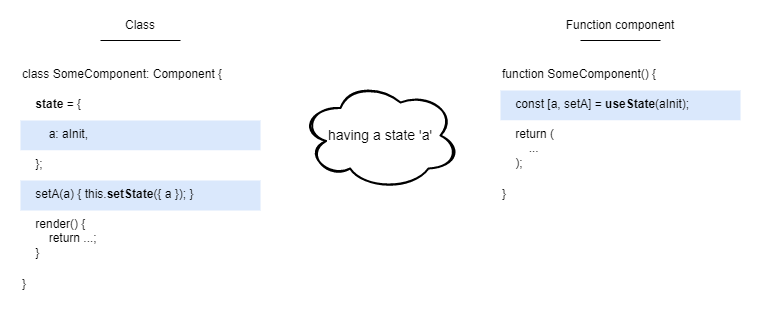 Class
class SomeComponent: Component {
state = {
a: aInit,
};
setA(a) { this.setState({ a }); }
render() {
return ...;
}
}
having a state 'a'
Function component
function SomeComponent() {
const [a, setA] = useState(aInit);
return (
...
);
}